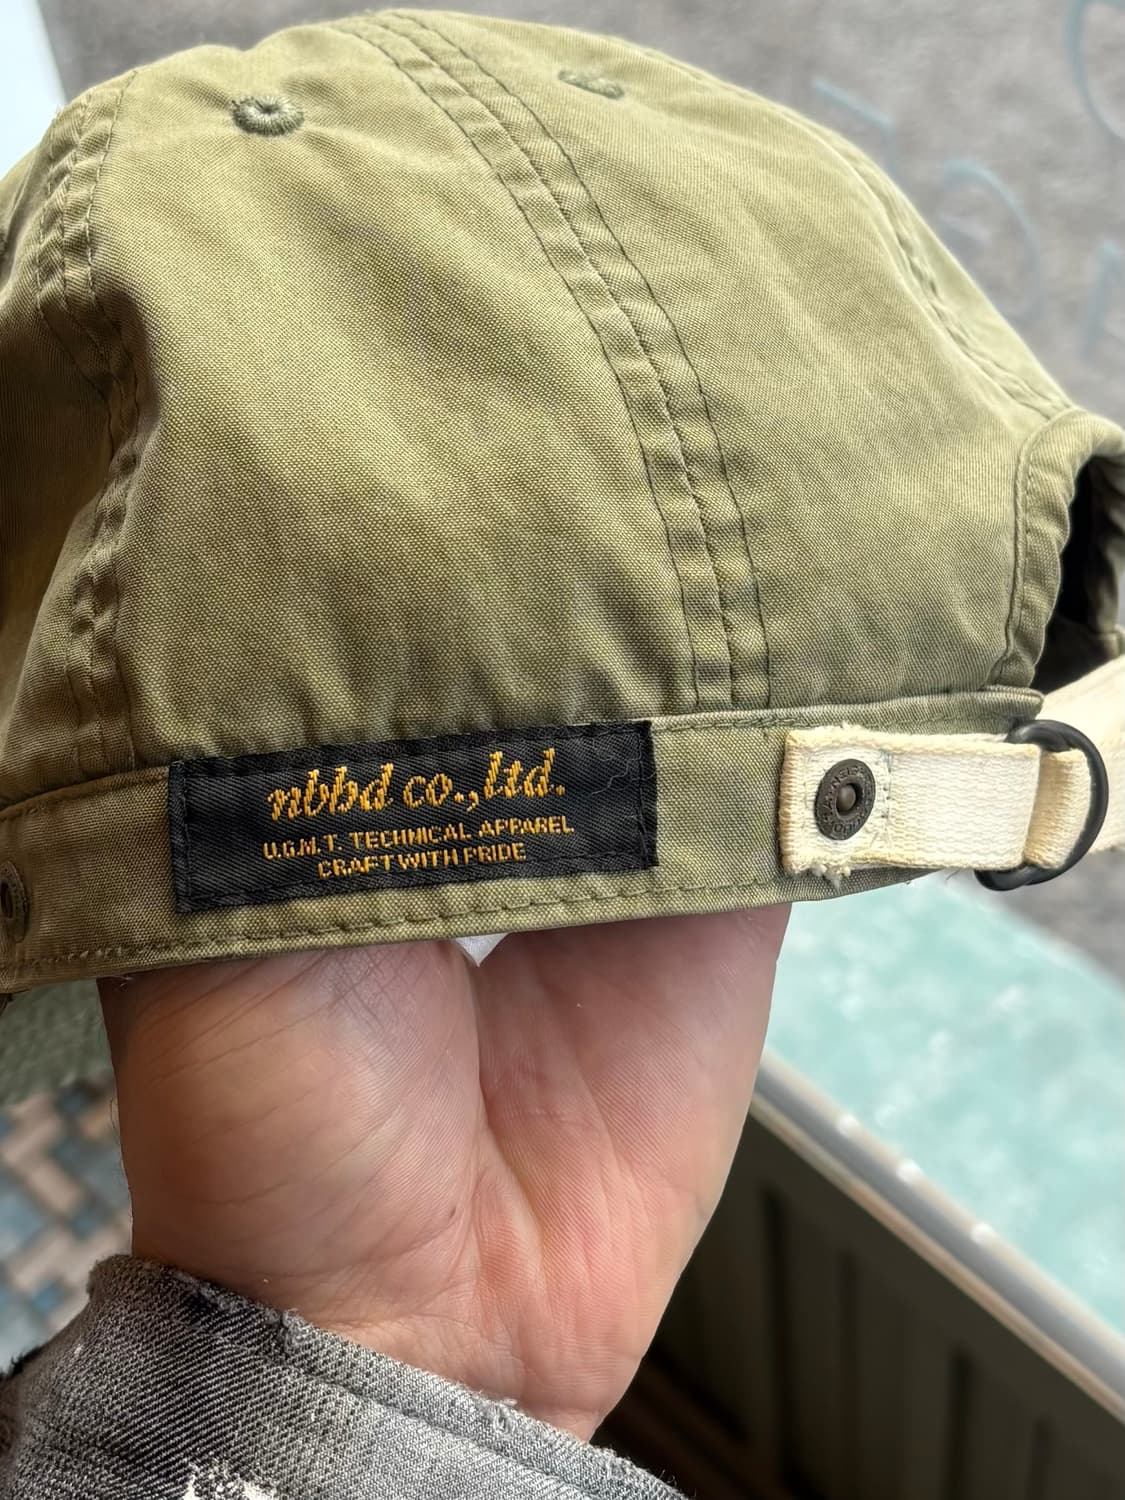 nbbd co.,ltd.
U.G.M.T. TECHNICAL APPAREL
CRAFT WITH PRIDE